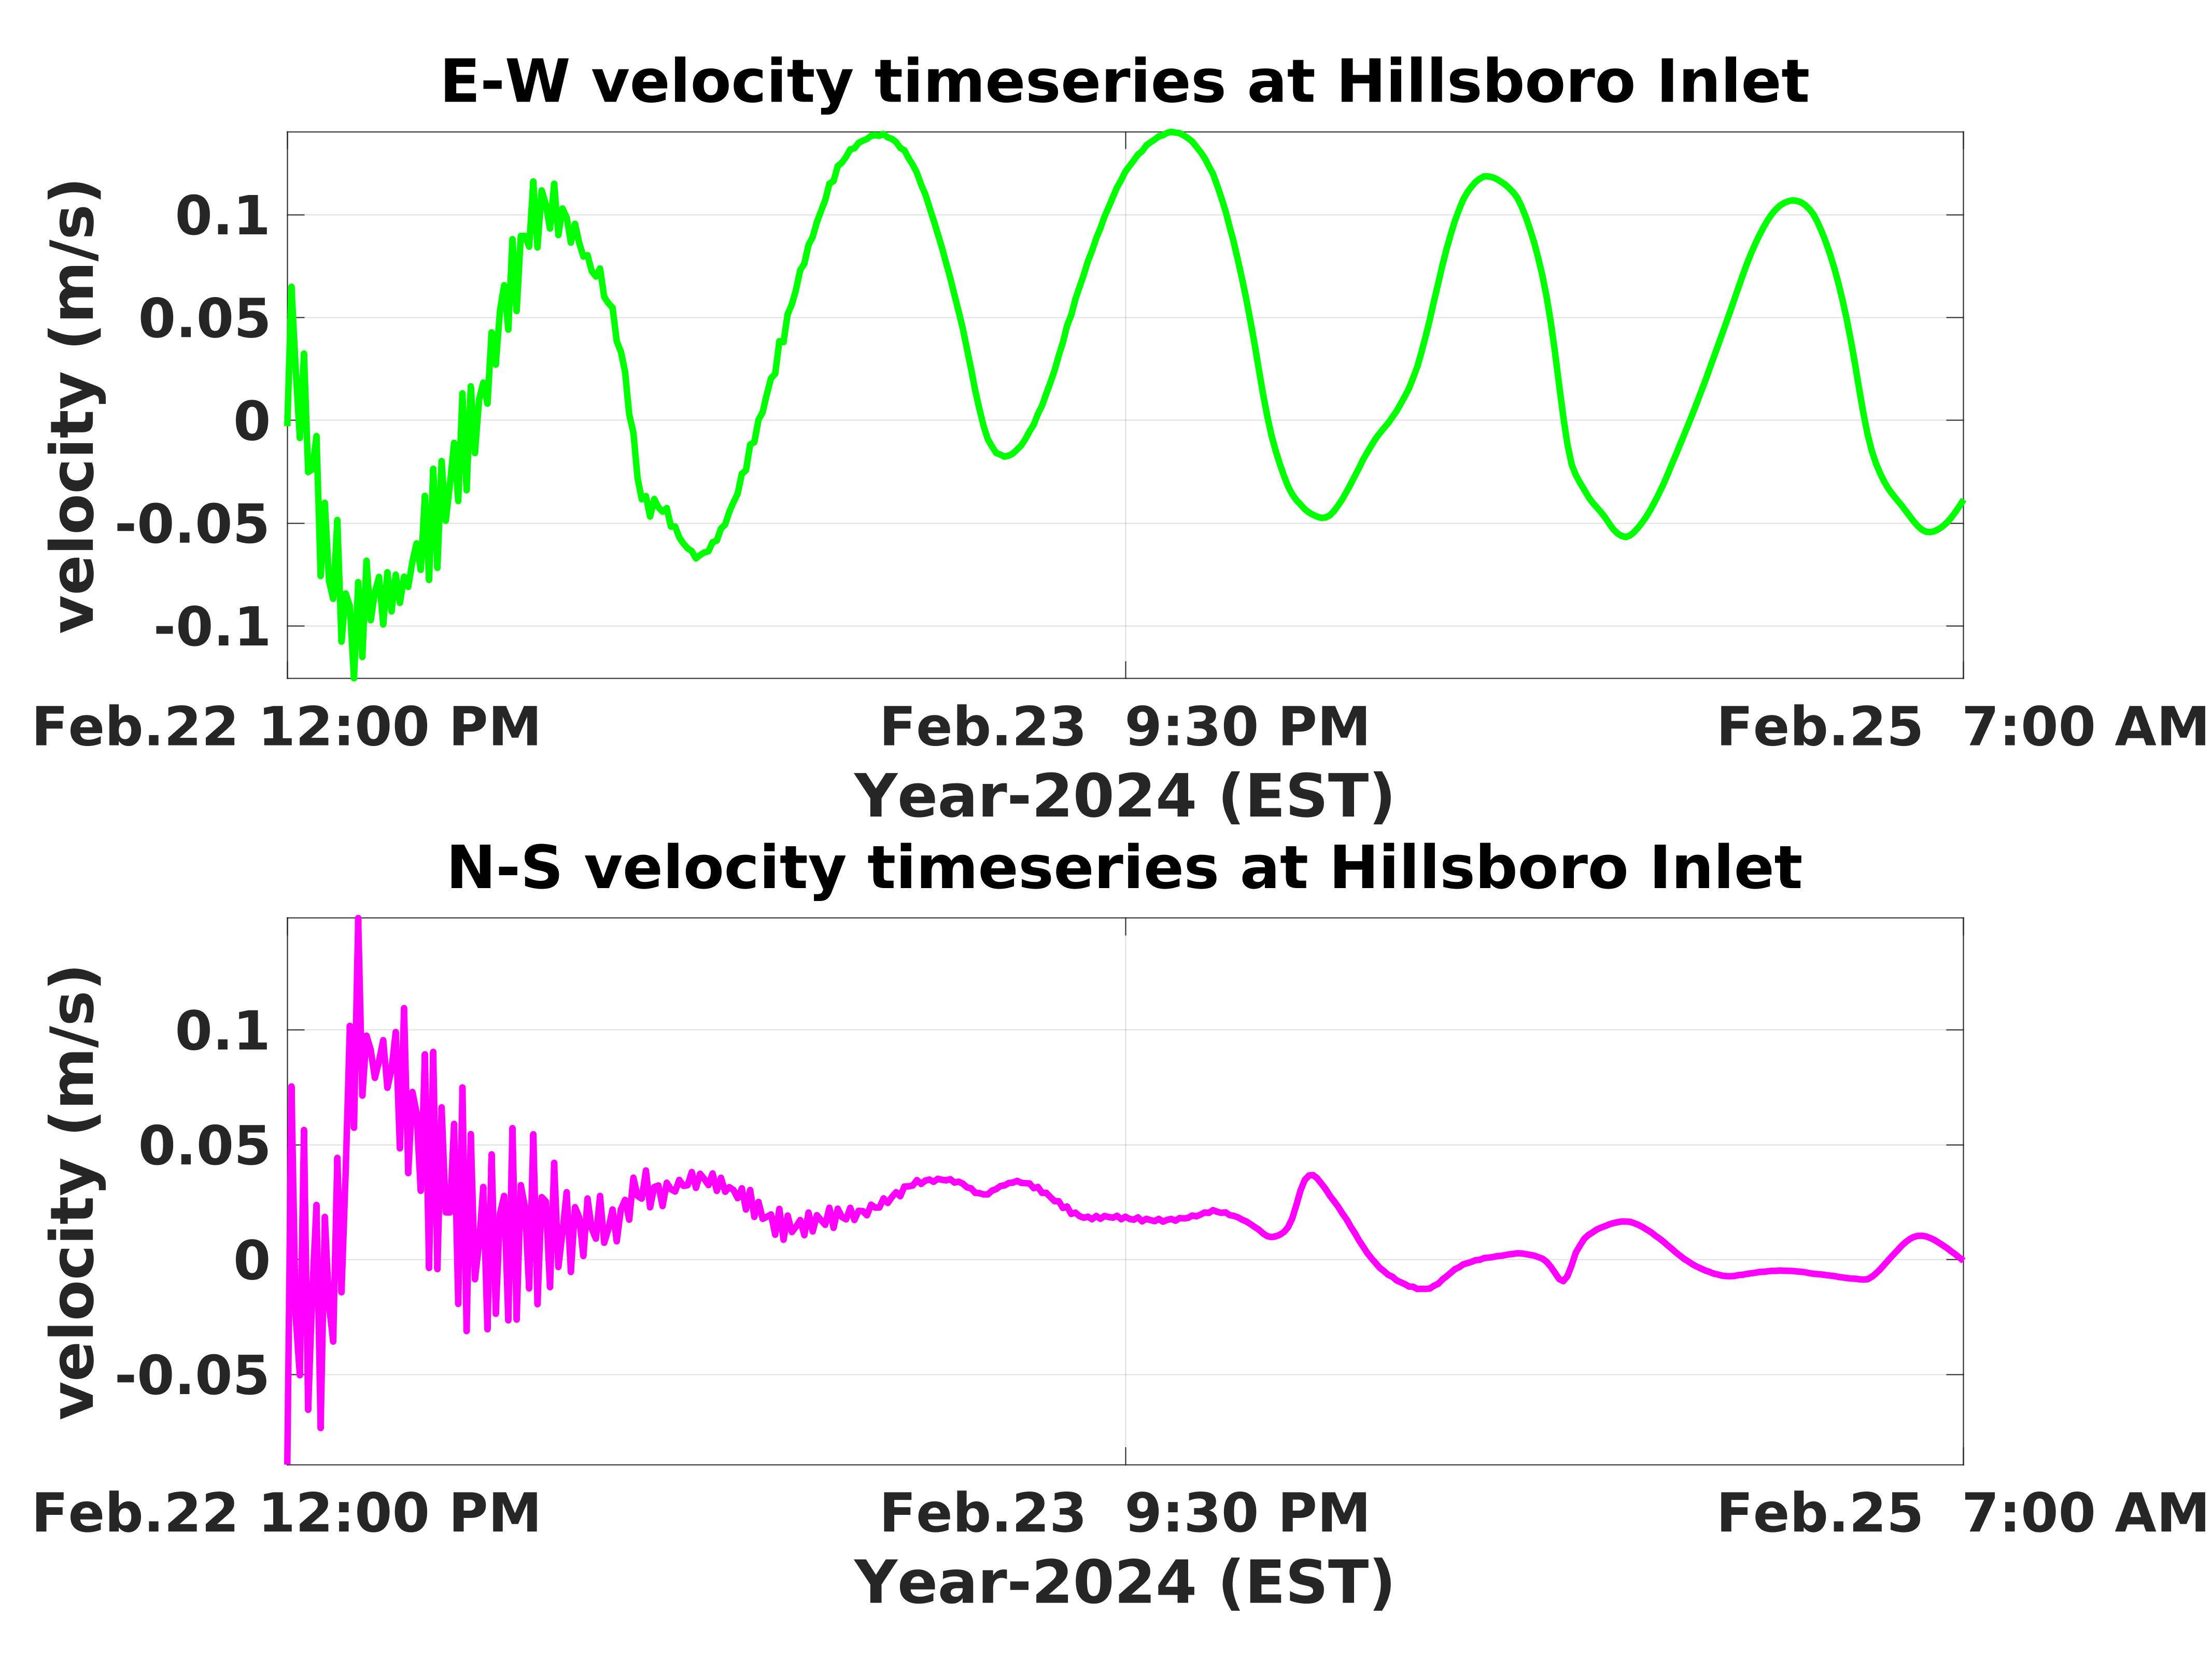 E-W velocity timeseries at Hillsboro Inlet
velocity (m/s)
0.1
0.05
0
-0.05
-0.1
Feb.22 12:00 PM Feb.23 9:30 PM Feb.25 7:00 AM
Year-2024 (EST)
N-S velocity timeseries at Hillsboro Inlet
velocity (m/s)
0.1
0.05
0
-0.05
Feb.22 12:00 PM Feb.23 9:30 PM Feb.25 7:00 AM
Year-2024 (EST)